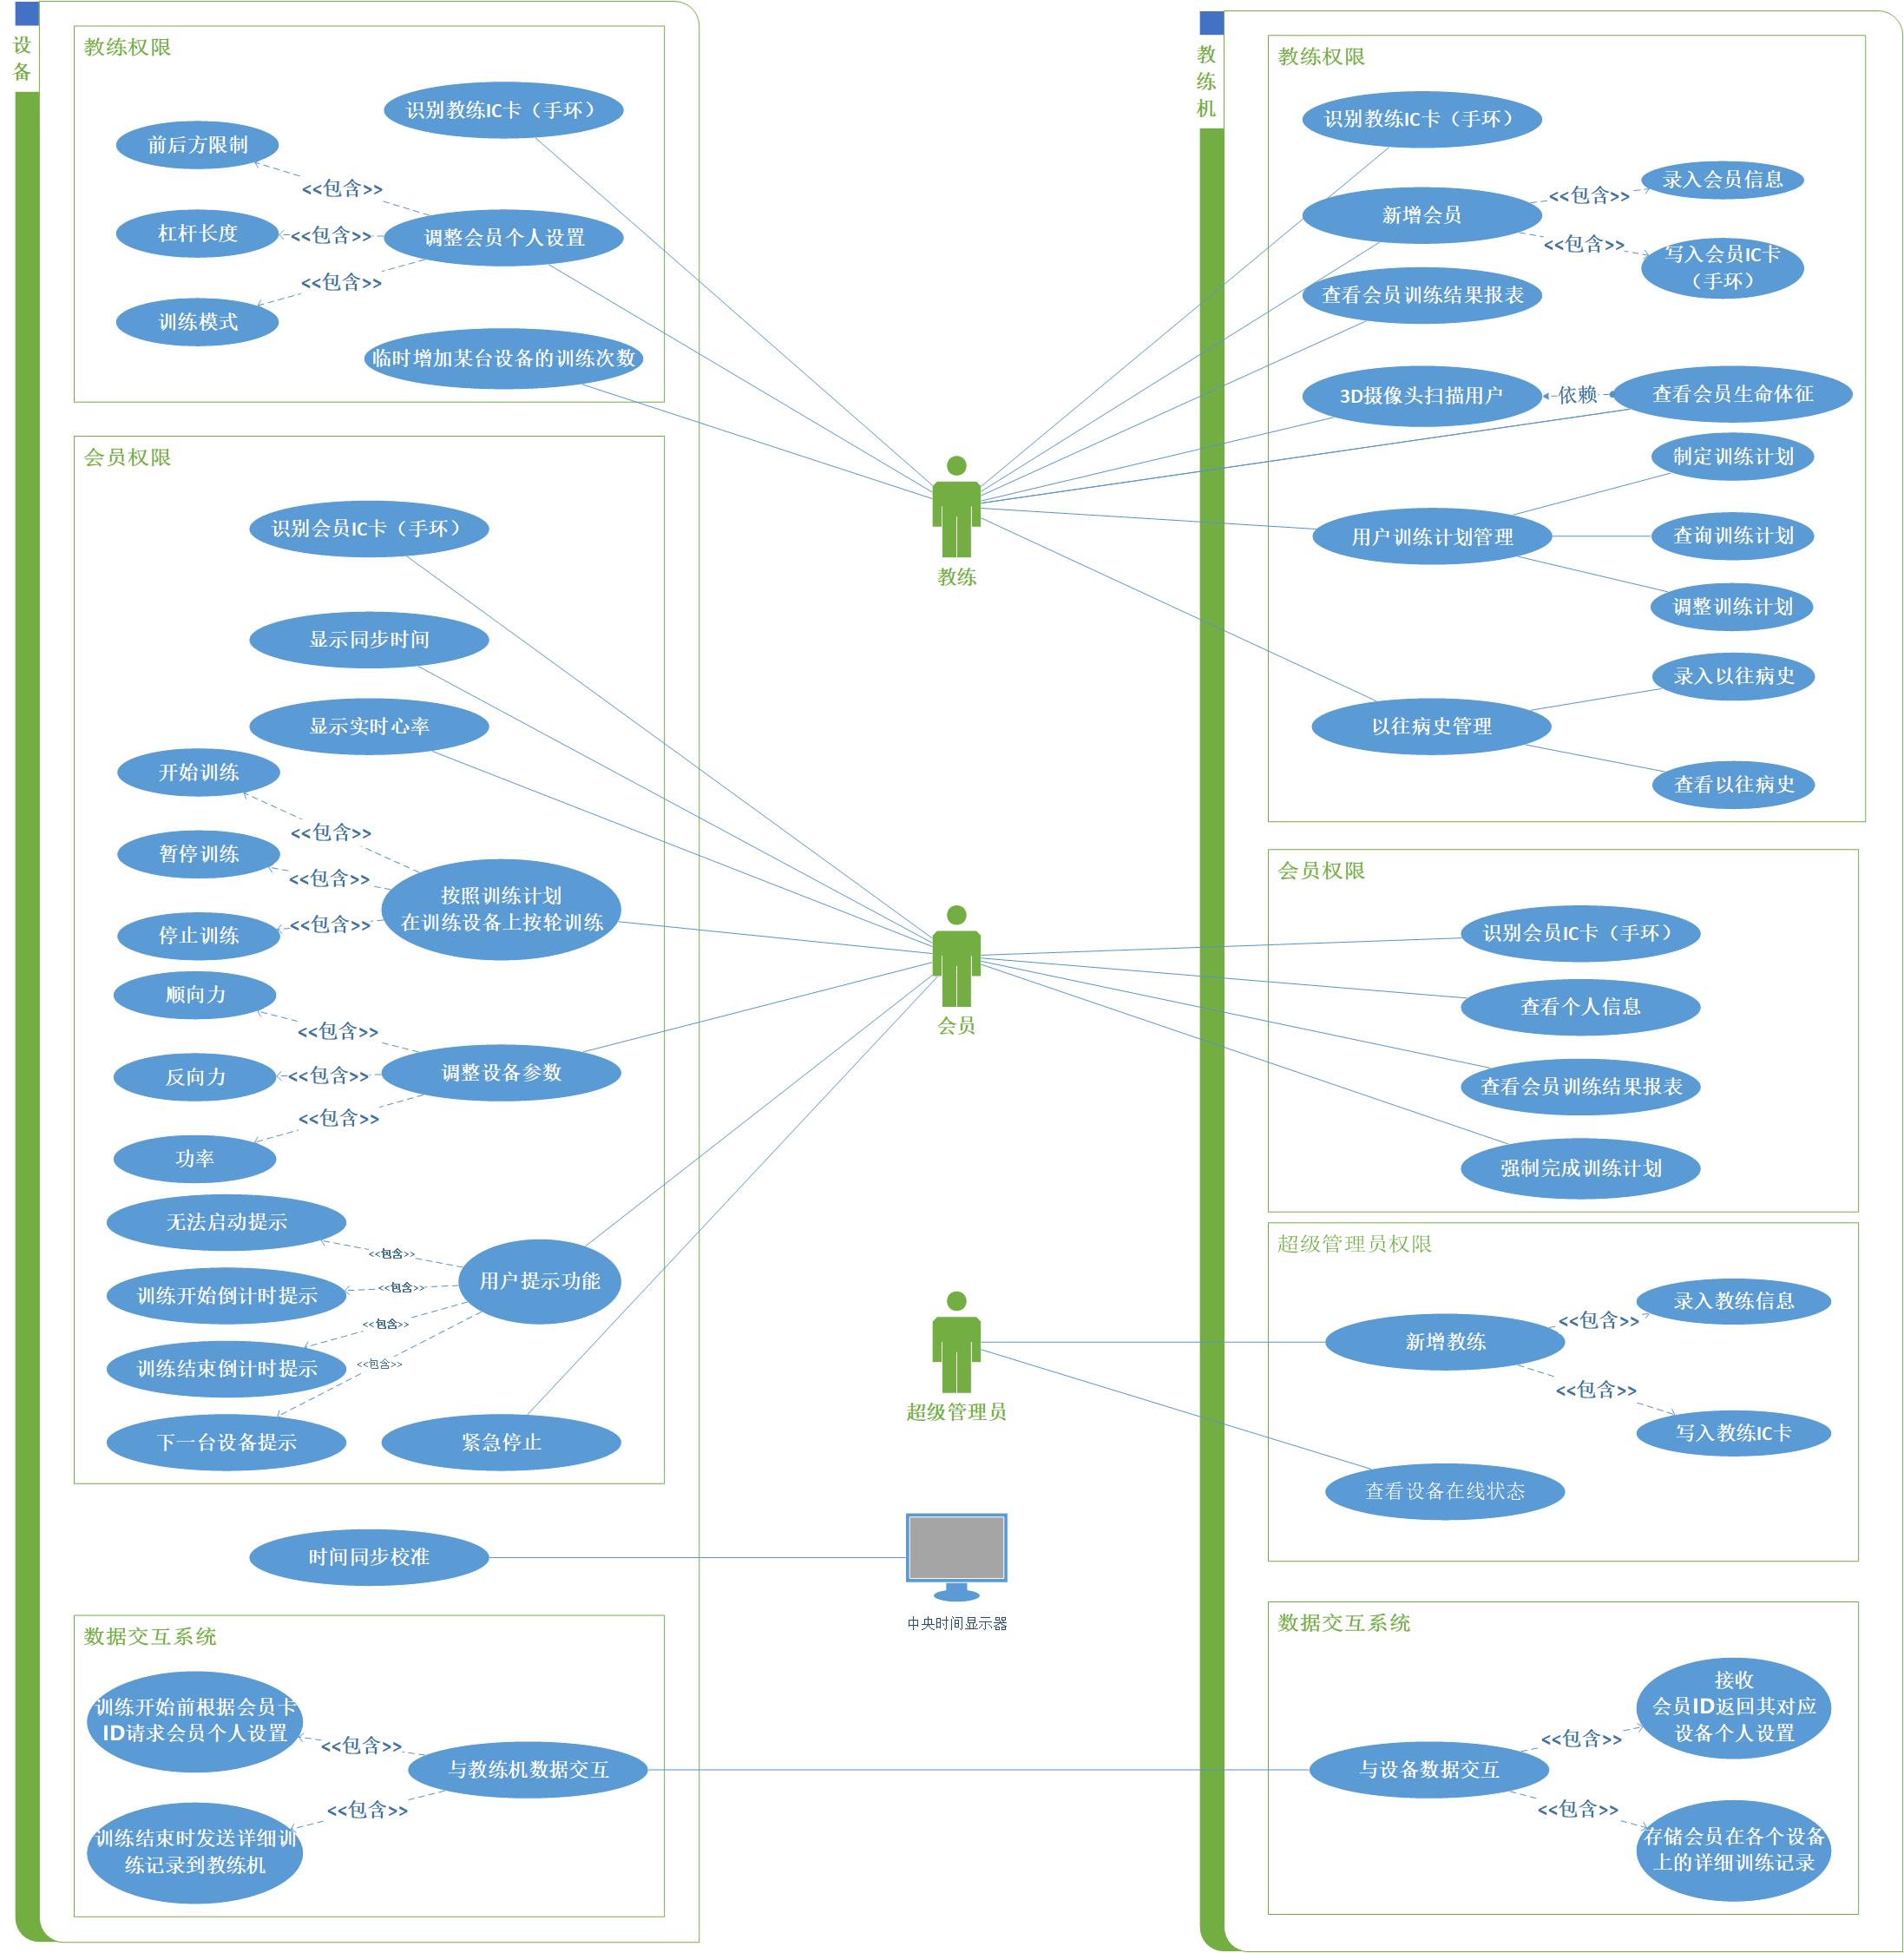 设
备
教练权限
识别教练IC卡（手环）
前后方限制
<<包含>>
杠杆长度
<<包含>>
调整会员个人设置
<<包含>>
训练模式
临时增加某台设备的训练次数
会员权限
识别会员IC卡（手环）
显示同步时间
显示实时心率
开始训练
<<包含>>
暂停训练
<<包含>>
按照训练计划
在训练设备上按轮训练
停止训练
<<包含>>
顺向力
<<包含>>
反向力
<<包含>>
调整设备参数
<<包含>>
功率
无法启动提示
<<包含>>
用户提示功能
训练开始倒计时提示
<<包含>>
<<包含>>
训练结束倒计时提示
<<包含>>
下一台设备提示
紧急停止
时间同步校准
数据交互系统
训练开始前根据会员卡
ID请求会员个人设置
<<包含>>
与教练机数据交互
<<包含>>
训练结束时发送详细训
练记录到教练机
教练
会员
超级管理员
中央时间显示器
教
练
机
教练权限
识别教练IC卡（手环）
新增会员
<<包含>>
录入会员信息
<<包含>>
写入会员IC卡
（手环）
查看会员训练结果报表
3D摄像头扫描用户
依赖
查看会员生命体征
制定训练计划
用户训练计划管理
查询训练计划
调整训练计划
录入以往病史
以往病史管理
查看以往病史
会员权限
识别会员IC卡（手环）
查看个人信息
查看会员训练结果报表
强制完成训练计划
超级管理员权限
录入教练信息
<<包含>>
新增教练
<<包含>>
写入教练IC卡
查看设备在线状态
数据交互系统
接收
会员ID返回其对应
设备个人设置
<<包含>>
与设备数据交互
<<包含>>
存储会员在各个设备
上的详细训练记录